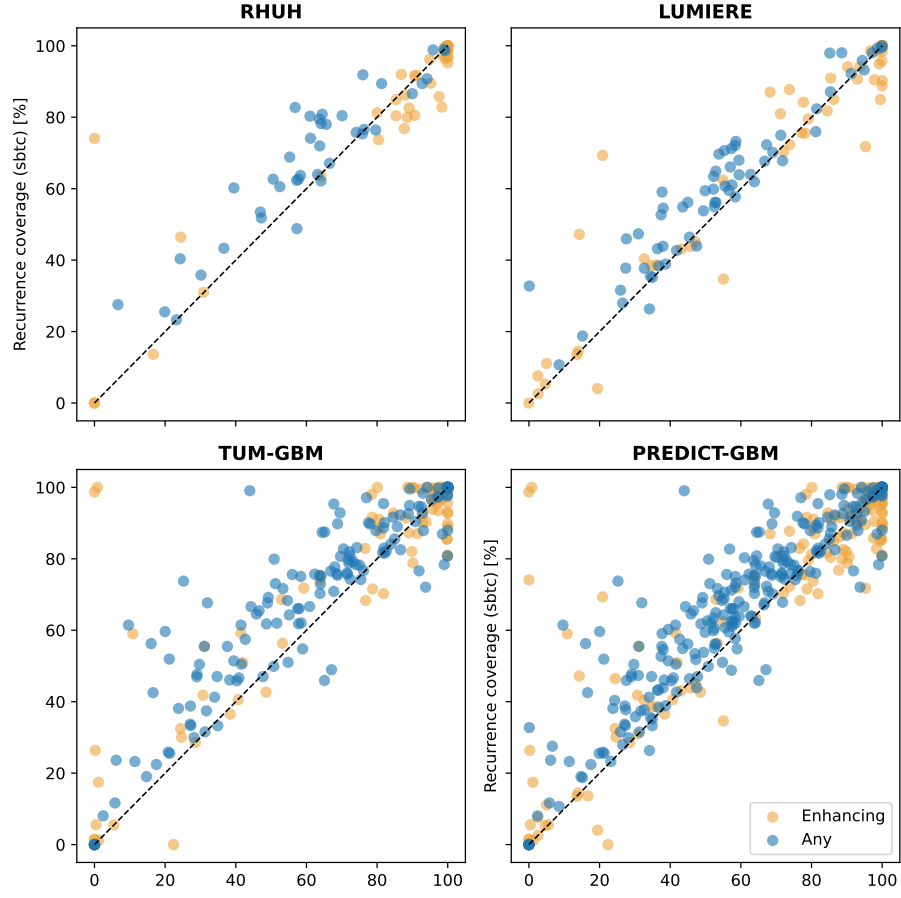 RHUH
LUMIERE
Recurrence coverage (sbtc) [%]
100
80
60
40
20
0
TUM-GBM
PREDICT-GBM
Recurrence coverage (sbtc) [%]
100
80
60
40
20
0
Enhancing
Any
0 20 40 60 80 100
0 20 40 60 80 100